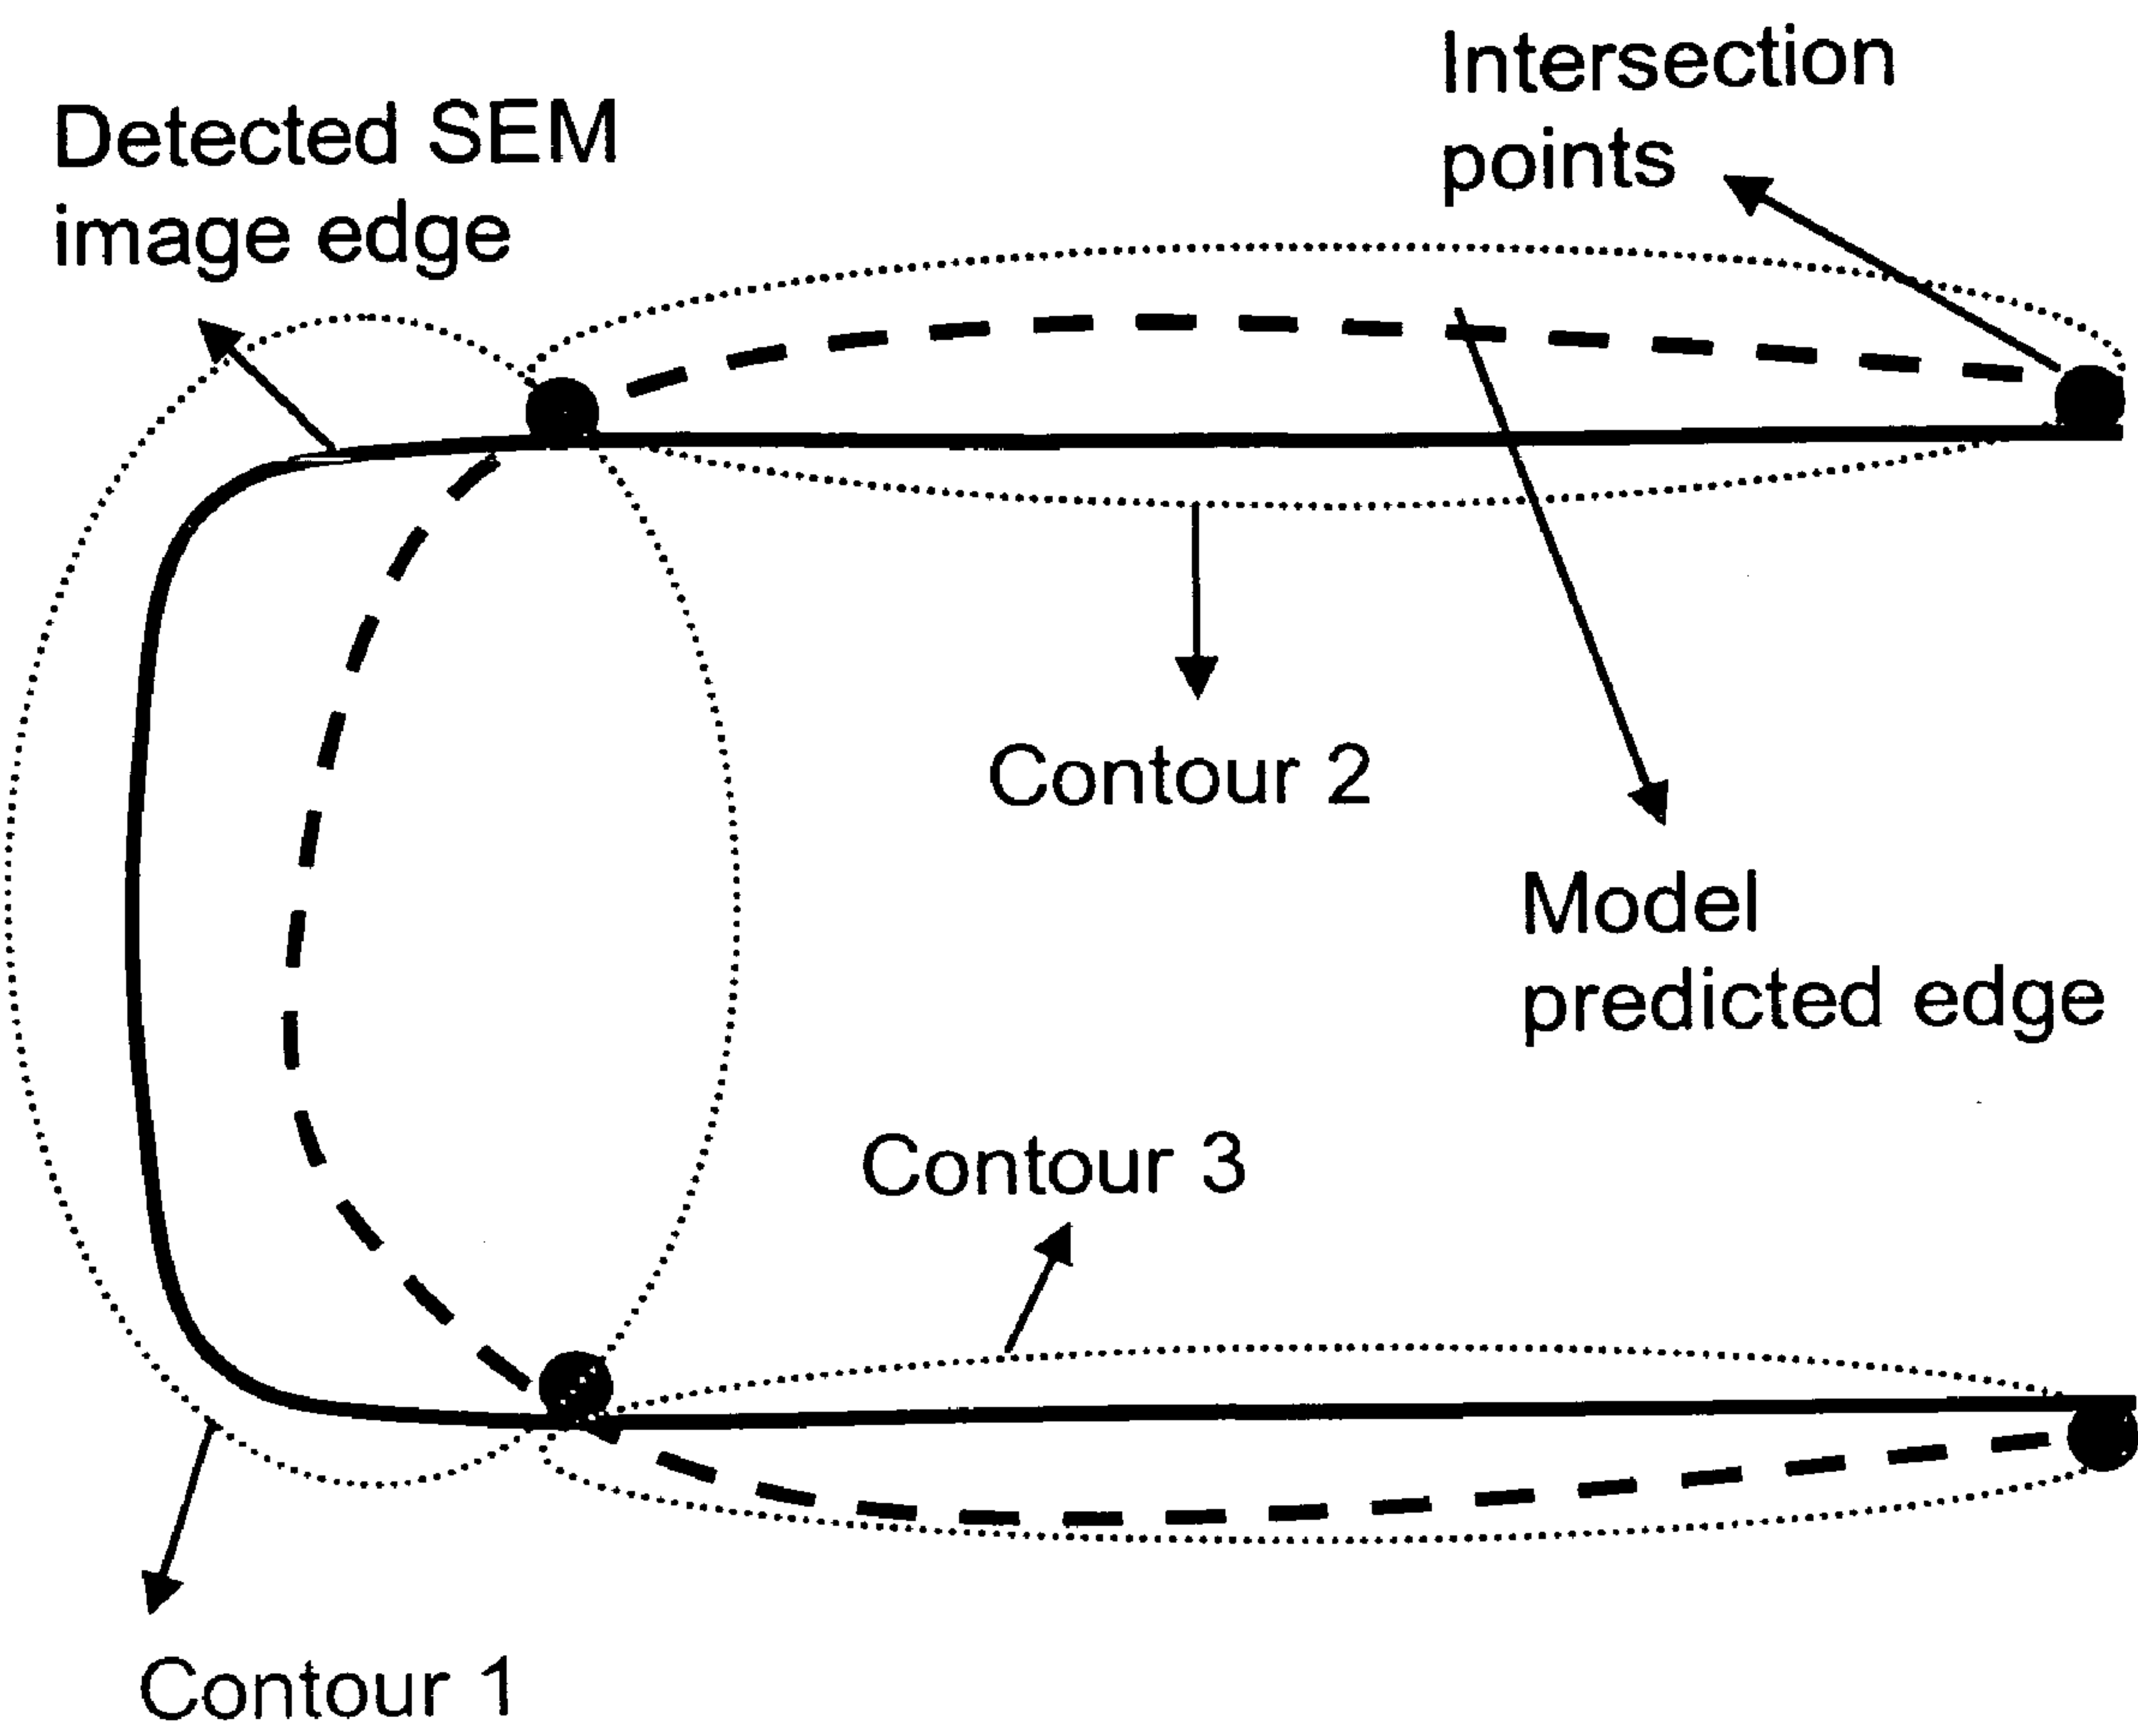 Intersection
points
Detected SEM
image edge
Contour 2
Model
predicted edge
Contour 3
Contour 1